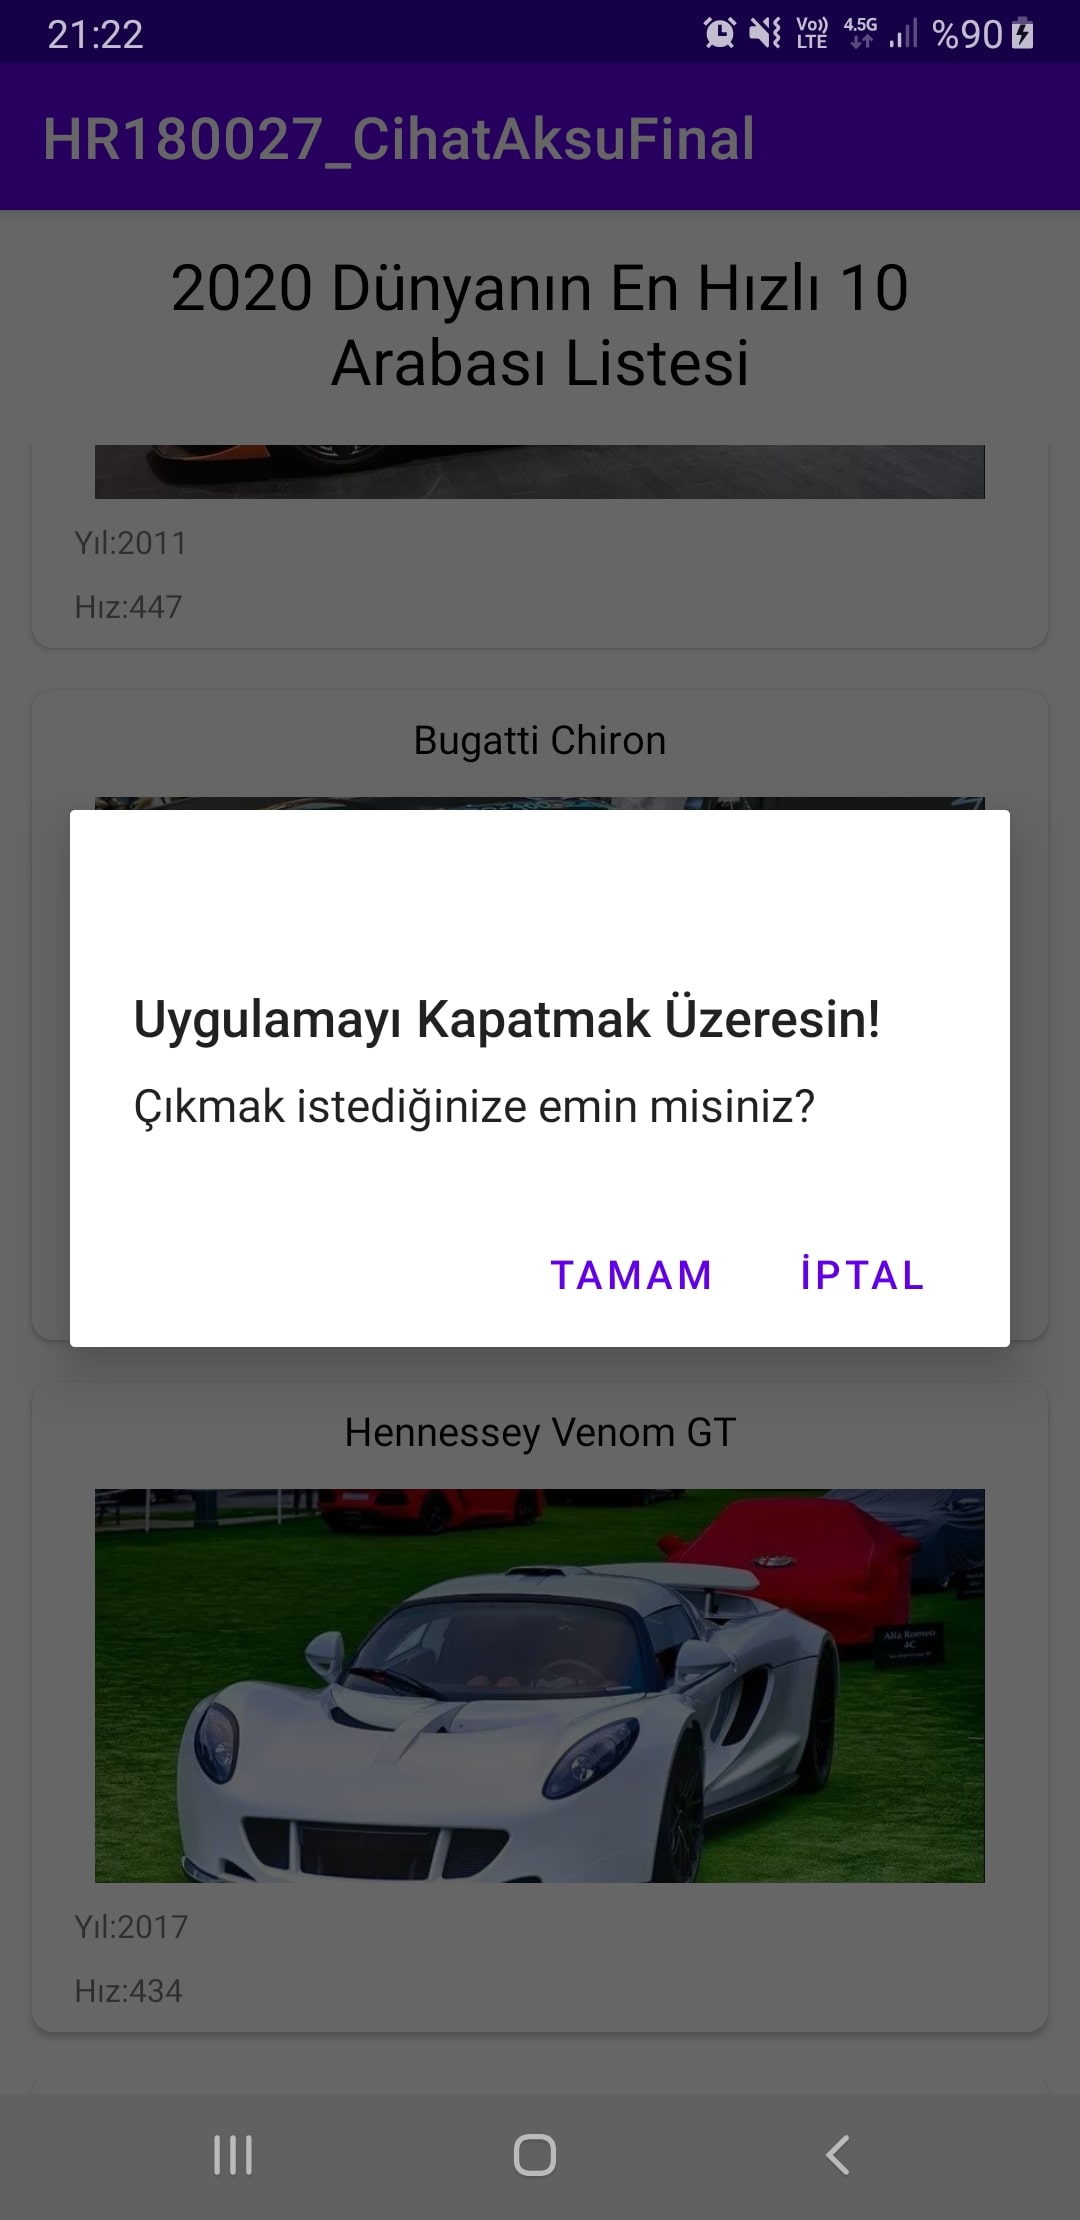 21:22
Vo))
LTE
4.5G
%90
HR180027_CihatAksuFinal
2020 Dünyanın En Hızlı 10
Arabası Listesi
Yıl:2011
Hız:447
Bugatti Chiron
Uygulamayı Kapatmak Üzeresin!
Çıkmak istediğinize emin misiniz?
TAMAM İPTAL
Hennessey Venom GT
Alfa Romeo
4C
Yıl:2017
Hız:434